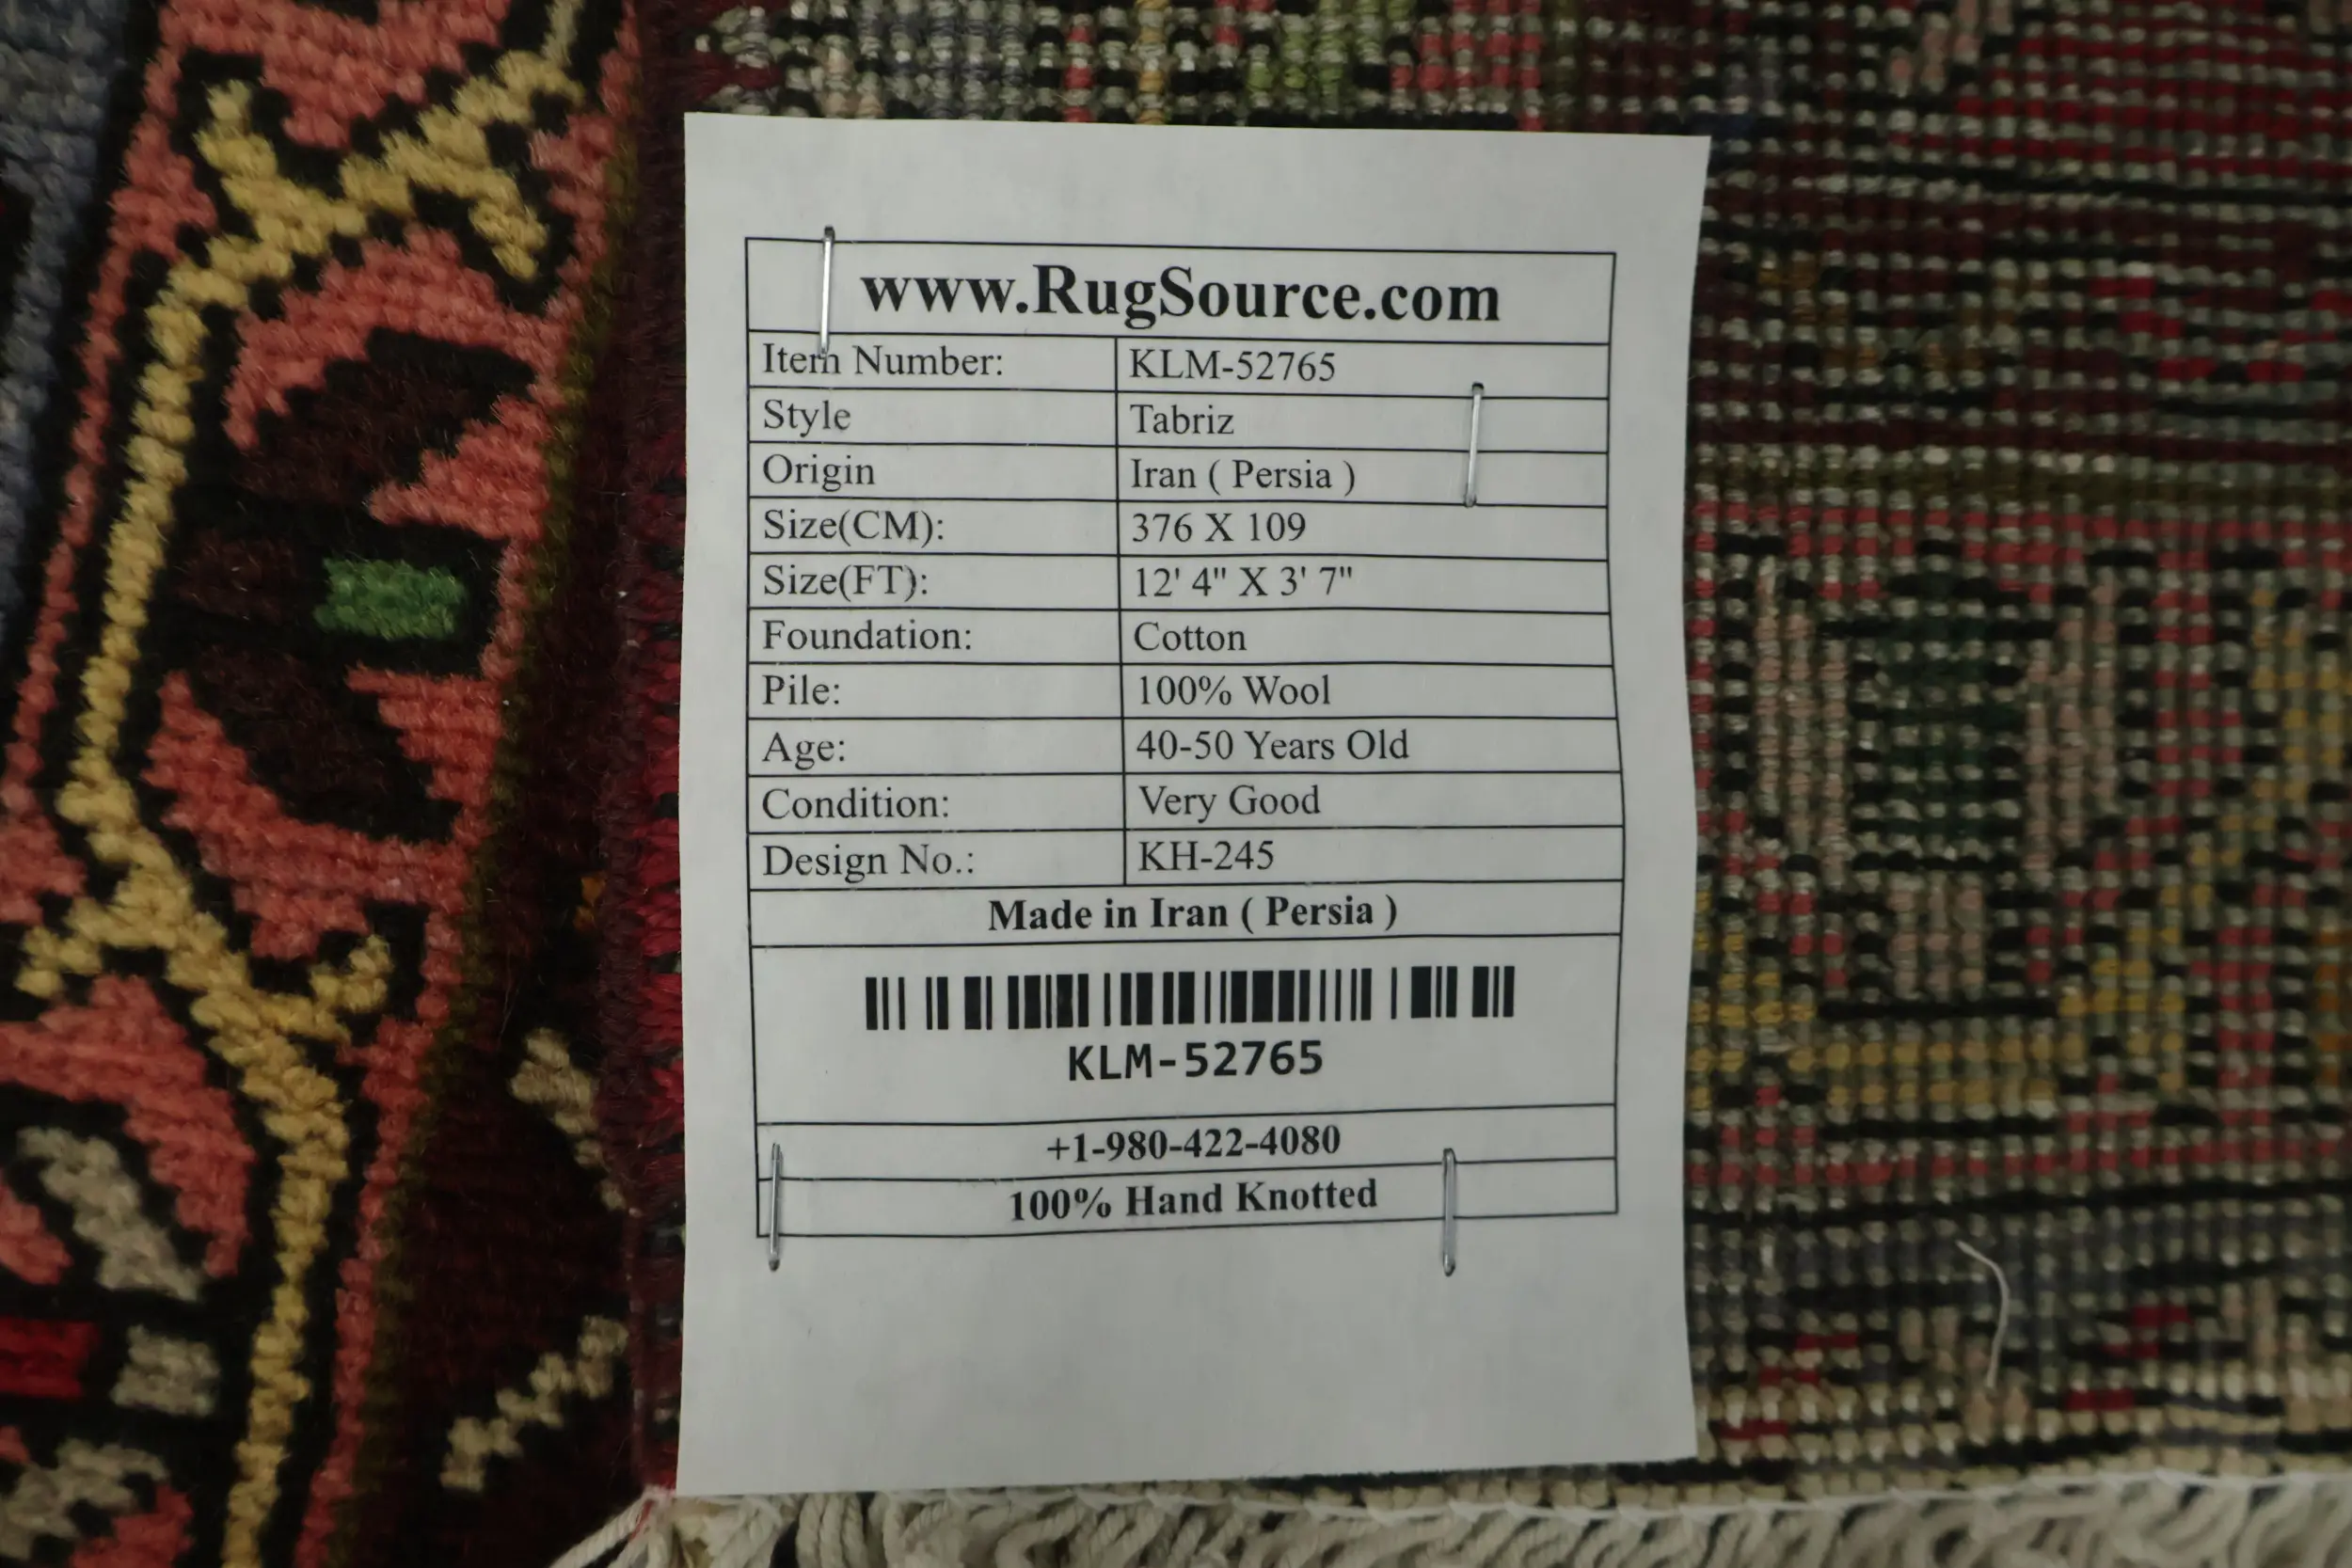 www.RugSource.com
Item Number: KLM-52765
Style Tabriz
Origin Iran ( Persia )
Size(CM): 376 X 109
Size(FT): 12' 4" X 3' 7"
Foundation: Cotton
Pile: 100% Wool
Age: 40-50 Years Old
Condition: Very Good
Design No.: KH-245
Made in Iran ( Persia )
KLM-52765
+1-980-422-4080
100% Hand Knotted